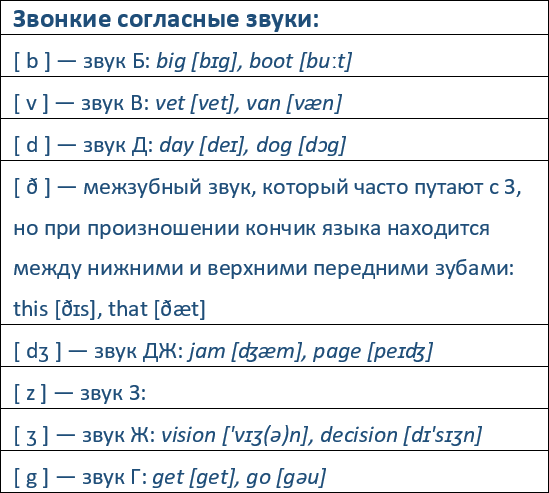 Звонкие согласные звуки:
[ b ] — звук Б: big [bɪg], boot [buːt]
[ v ] — звук В: vet [vet], van [væn]
[ d ] — звук Д: day [deɪ], dog [dɔg]
[ ð ] — межзубный звук, который часто путают с З,
но при произношении кончик языка находится
между нижними и верхними передними зубами:
this [ðɪs], that [ðæt]
[ dʒ ] — звук ДЖ: jam [ʤæm], page [peɪʤ]
[ z ] — звук З:
[ ʒ ] — звук Ж: vision ['vɪʒ(ə)n], decision [dɪ'sɪʒn]
[ g ] — звук Г: get [get], go [gəu]